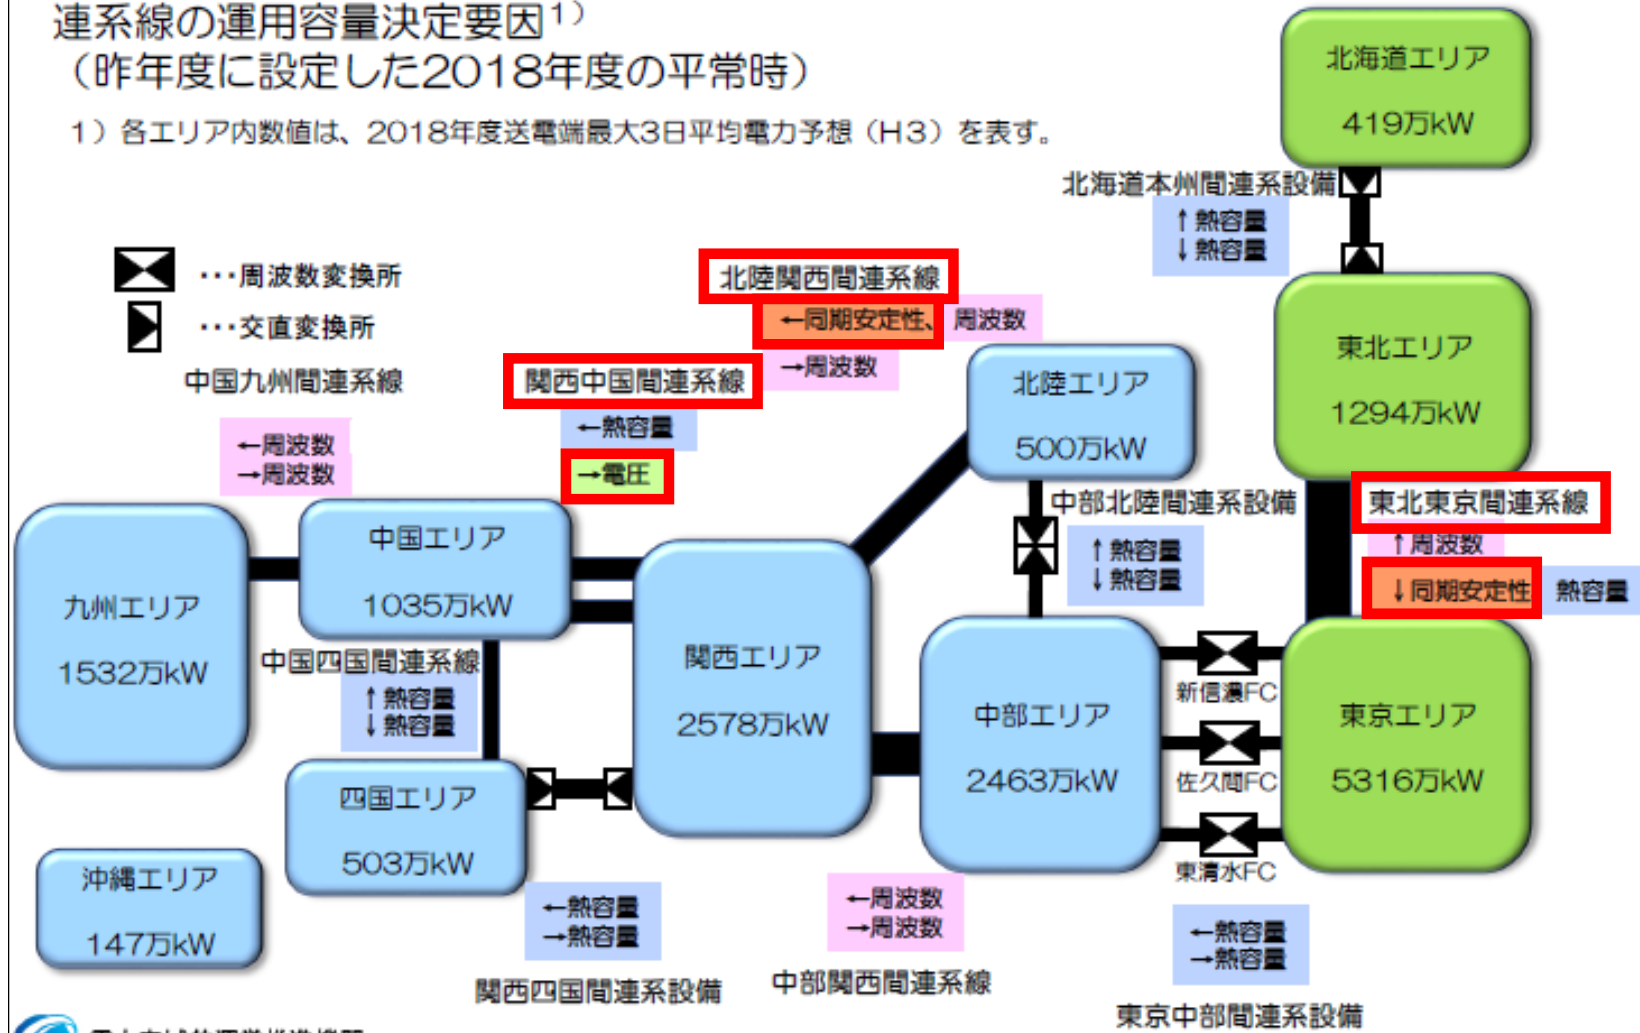 連系線の運用容量決定要因1）
（昨年度に設定した2018年度の平常時）
1）各エリア内数値は、2018年度送電端最大3日平均電力予想（H3）を表す。
北海道エリア
419万kW
北海道本州間連系設備
↑熱容量
↓熱容量
･･･周波数変換所
･･･交直変換所
北陸関西間連系線
←同期安定性、周波数
→周波数
関西中国間連系線
←熱容量
→電圧
中国九州間連系線
←周波数
→周波数
北陸エリア
500万kW
東北エリア
1294万kW
中部北陸間連系設備
↑熱容量
↓熱容量
東北東京間連系線
↑周波数
↓同期安定性 熱容量
九州エリア
1532万kW
中国エリア
1035万kW
中国四国間連系線
↑熱容量
↓熱容量
関西エリア
2578万kW
中部エリア
2463万kW
新信濃FC
佐久間FC
東清水FC
東京エリア
5316万kW
四国エリア
503万kW
沖縄エリア
147万kW
←熱容量
→熱容量
関西四国間連系設備
←周波数
→周波数
中部関西間連系線
←熱容量
→熱容量
東京中部間連系設備